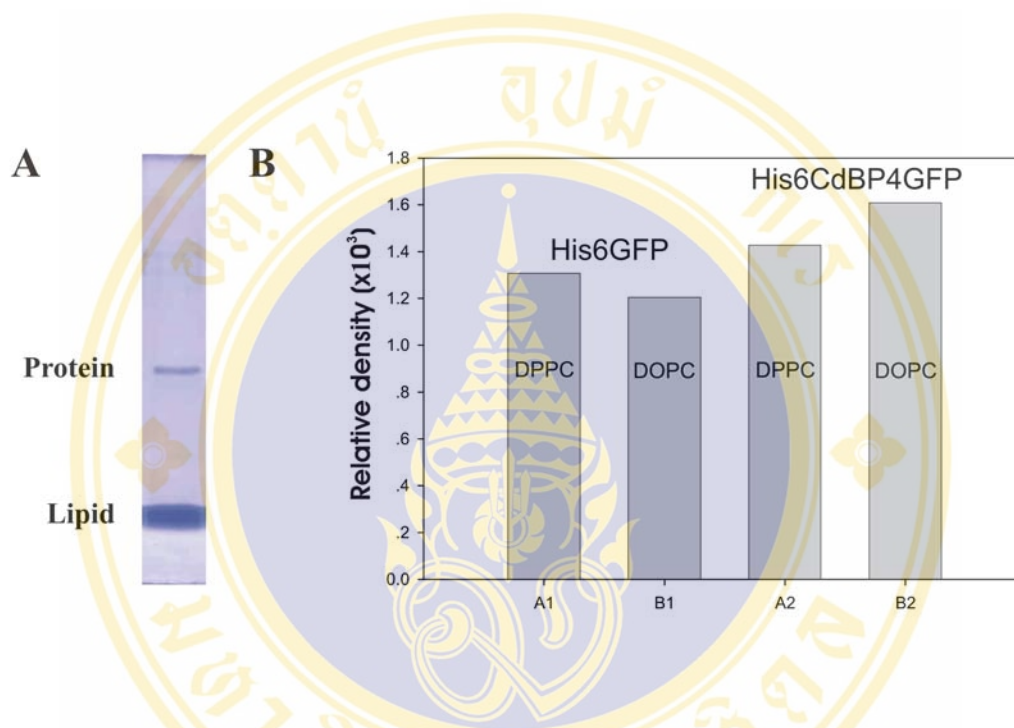 A
Protein
Lipid
B
Relative density (x10³)
1.8
1.6
1.4
1.2
1.0
.8
.6
.4
.2
0.0
His6GFP
His6CdBP4GFP
DPPC
DOPC
DPPC
DOPC
A1
B1
A2
B2